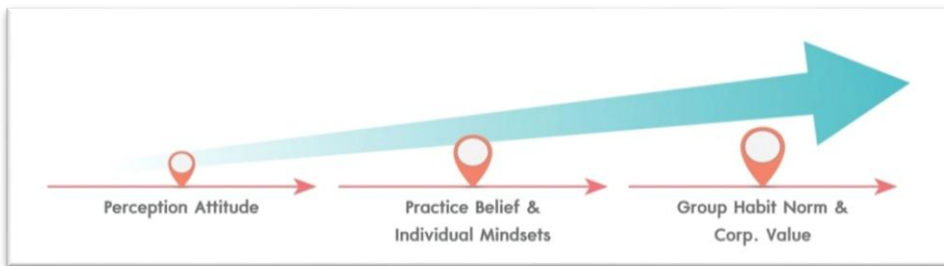 Perception Attitude
Practice Belief &
Individual Mindsets
Group Habit Norm &
Corp. Value